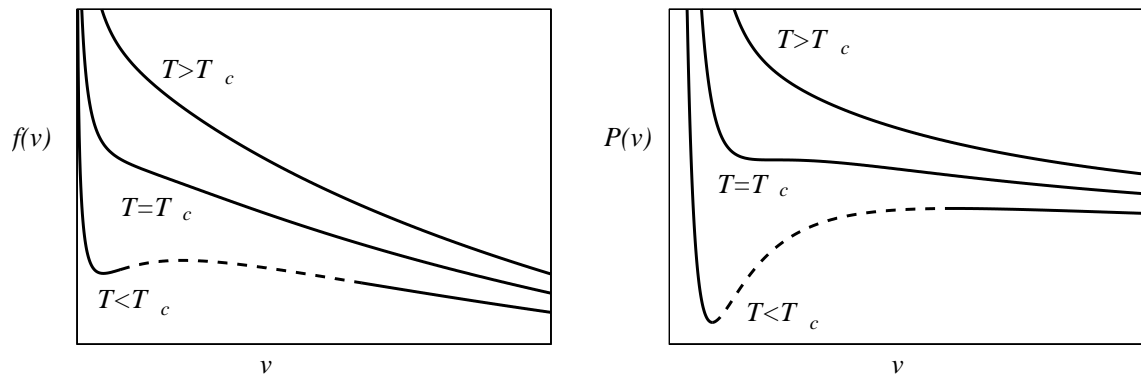 T>T c
f(v)
T=T c
T<T c
v
T>T c
P(v)
T=T c
T<T c
v